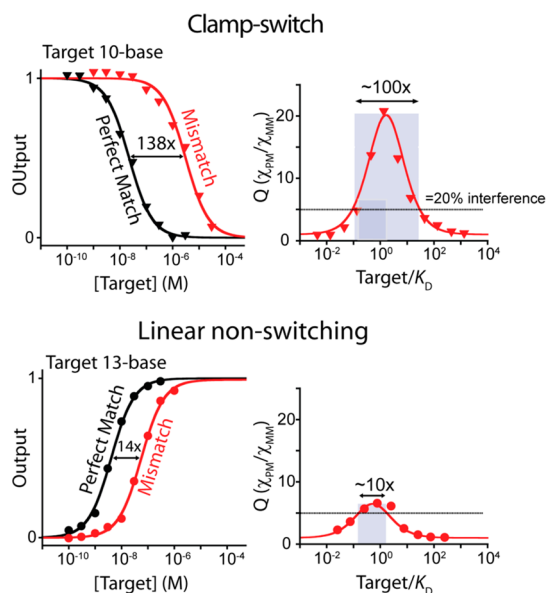 Clamp-switch
Target 10-base
OUtput
1
0
Perfect Match
Mismatch
138x
10⁻¹⁰ 10⁻⁸ 10⁻⁶ 10⁻⁴
[Target] (M)
Q (χPM/χMM)
~100x
20
10
0
=20% interference
10⁻² 10⁰ 10² 10⁴
Target/KD
Linear non-switching
Target 13-base
Output
1
0
Perfect Match
Mismatch
14x
10⁻¹⁰ 10⁻⁸ 10⁻⁶ 10⁻⁴
[Target] (M)
Q (χPM/χMM)
~10x
20
10
0
10⁻² 10⁰ 10² 10⁴
Target/KD